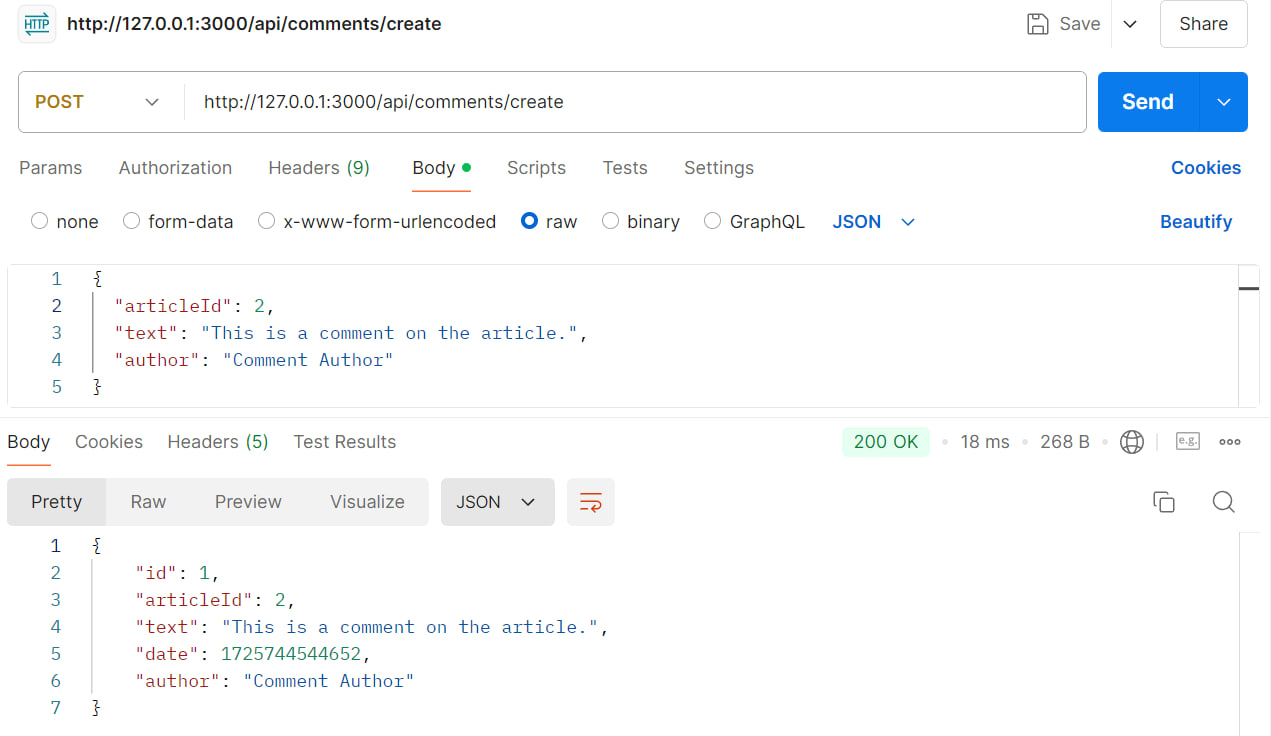 HTTP http://127.0.0.1:3000/api/comments/create Save Share
POST http://127.0.0.1:3000/api/comments/create Send
Params Authorization Headers (9) Body Scripts Tests Settings Cookies
none form-data x-www-form-urlencoded raw binary GraphQL JSON Beautify
1 {
2 "articleId": 2,
3 "text": "This is a comment on the article.",
4 "author": "Comment Author"
5 }
Body Cookies Headers (5) Test Results 200 OK 18 ms 268 B e.g.
Pretty Raw Preview Visualize JSON
1 {
2 "id": 1,
3 "articleId": 2,
4 "text": "This is a comment on the article.",
5 "date": 1725744544652,
6 "author": "Comment Author"
7 }